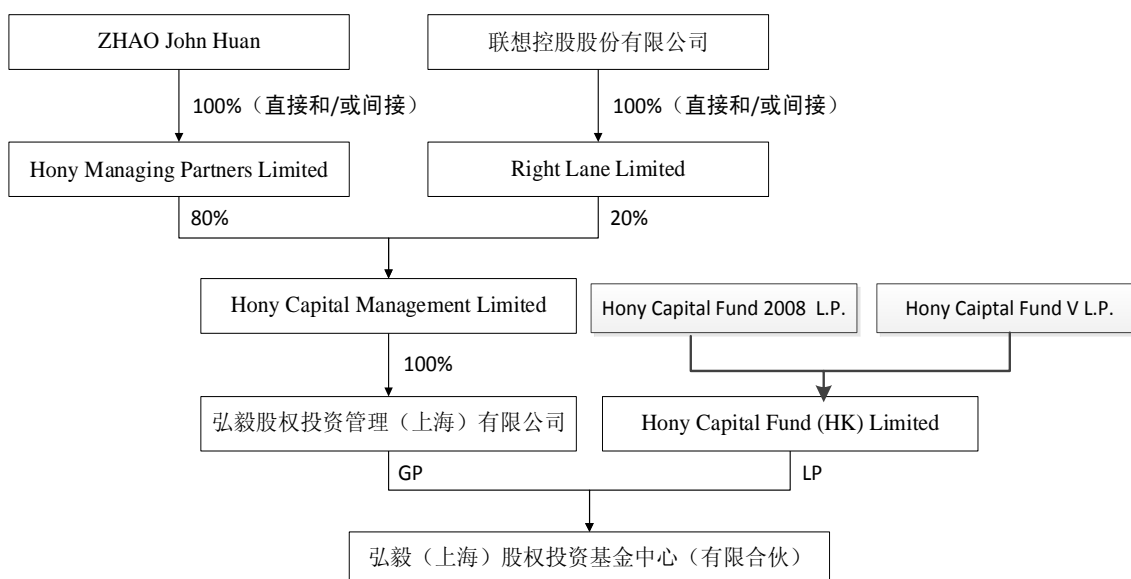 ZHAO John Huan
联想控股股份有限公司
100%（直接和/或间接）
100%（直接和/或间接）
Hony Managing Partners Limited
Right Lane Limited
80%
20%
Hony Capital Management Limited
Hony Capital Fund 2008 L.P.
Hony Caiptal Fund V L.P.
100%
弘毅股权投资管理（上海）有限公司
Hony Capital Fund (HK) Limited
GP
LP
弘毅（上海）股权投资基金中心（有限合伙）